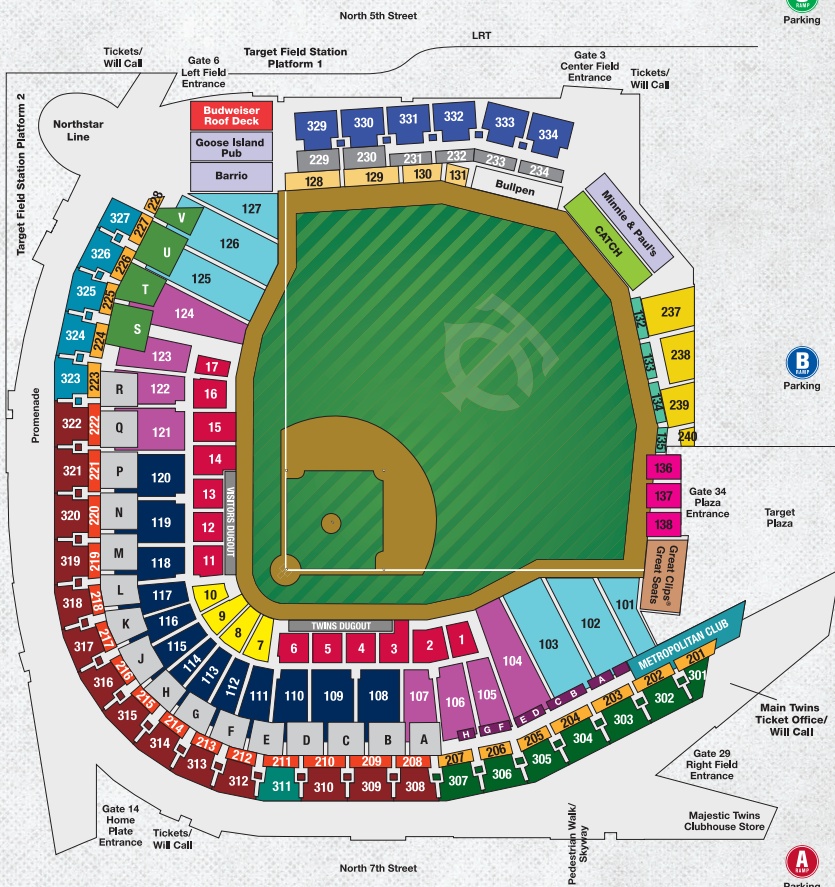 North 5th Street
B
RAMP
Parking
LRT
Tickets/
Will Call
Gate 6
Left Field
Entrance
Target Field Station
Platform 1
Gate 3
Center Field
Entrance
Tickets/
Will Call
Target Field Station Platform 2
Northstar
Line
Budweiser
Roof Deck
Goose Island
Pub
Barrio
329
330
331
332
333
334
229
230
231
232
233
234
128
129
130
131
Bullpen
Minnie & Paul's
CATCH
327
326
325
324
323
322
321
320
319
318
317
316
315
314
313
312
311
310
309
308
307
306
305
304
303
302
301
228
227
226
225
224
223
222
221
220
219
218
217
216
215
214
213
212
211
210
209
208
207
206
205
204
203
202
201
V
U
T
S
R
Q
P
N
M
L
K
J
H
G
F
E
D
C
B
A
H
G
F
E
D
C
B
A
127
126
125
124
123
122
121
120
119
118
117
116
115
114
113
112
111
110
109
108
107
106
105
104
103
102
101
17
16
15
14
13
12
11
10
9
8
7
6
5
4
3
2
1
VISITORS DUGOUT
TWINS DUGOUT
132
133
134
135
237
238
239
240
136
137
138
Great Clips®
Great Seats
METROPOLITAN CLUB
Promenade
B
RAMP
Parking
Gate 34
Plaza
Entrance
Target
Plaza
Main Twins
Ticket Office/
Will Call
Gate 29
Right Field
Entrance
Majestic Twins
Clubhouse Store
Gate 14
Home
Plate
Entrance
Tickets/
Will Call
Pedestrian Walk/
Skyway
North 7th Street
A
RAMP
Parking